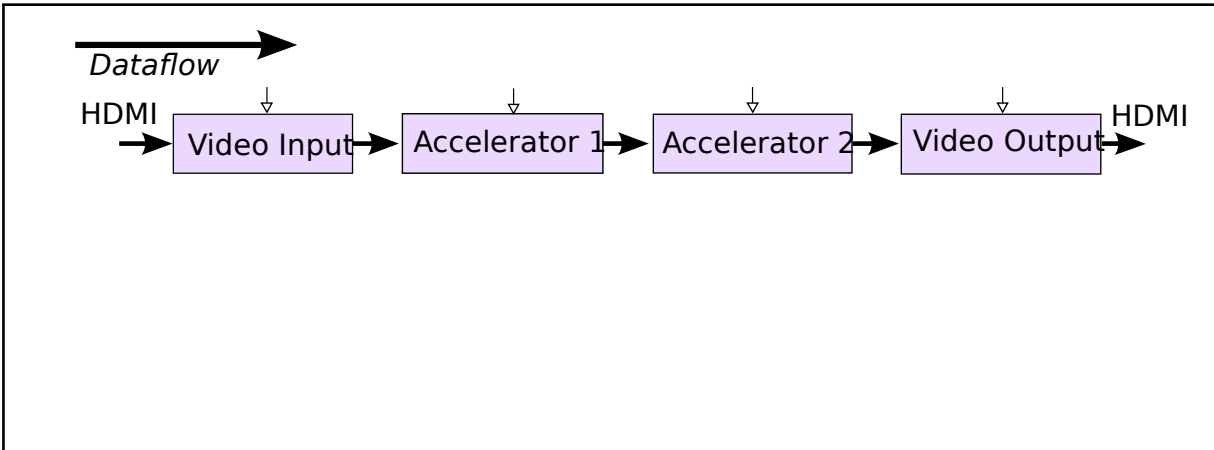 Dataflow
HDMI
Video Input
Accelerator 1
Accelerator 2
Video Output
HDMI